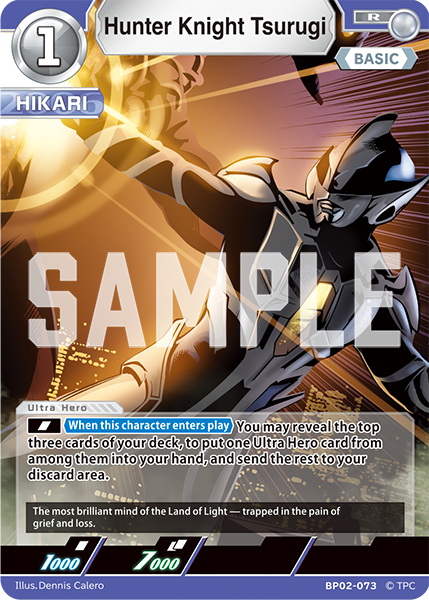 1
Hunter Knight Tsurugi
R
BASIC
HIKARI
SAMPLE
Ultra Hero
When this character enters play You may reveal the top
three cards of your deck, to put one Ultra Hero card from
among them into your hand, and send the rest to your
discard area.
The most brilliant mind of the Land of Light — trapped in the pain of
grief and loss.
1000 7000
Illus.Dennis Calero BP02-073 © TPC